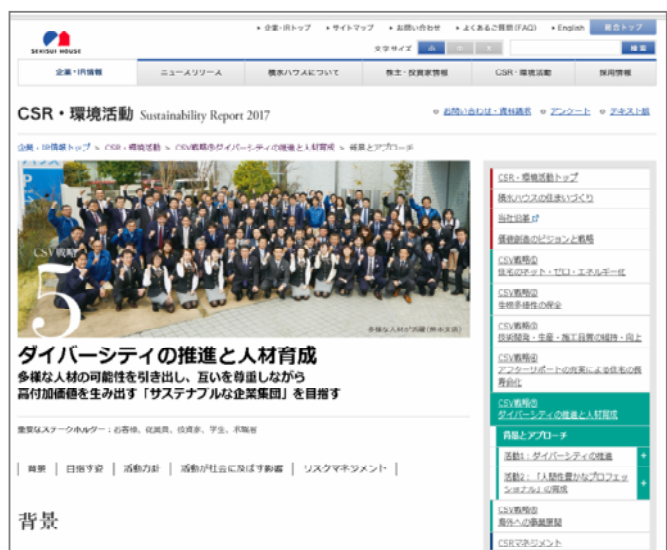 企業・IRトップ サイトマップ お問い合わせ よくあるご質問(FAQ) English 総合トップ
SEKISUI HOUSE
文字サイズ 小 中 大 検索
企業・IR情報 ニュースリリース 積水ハウスについて 株主・投資家情報 CSR・環境活動 採用情報
CSR・環境活動 Sustainability Report 2017
お問い合わせ・資料請求 アンケート テキスト版
企業・IR情報トップ > CSR・環境活動 > CSV戦略⑤ダイバーシティの推進と人材育成 > 背景とアプローチ
CSV戦略
5
多様な人材が活躍(熊本支店)
ダイバーシティの推進と人材育成
多様な人材の可能性を引き出し、互いを尊重しながら
高付加価値を生み出す「サステナブルな企業集団」を目指す
重要なステークホルダー:お客様、従業員、投資家、学生、求職者
背景 | 目指す姿 | 活動方針 | 活動が社会に及ぼす影響 | リスクマネジメント |
背景
CSR・環境活動トップ
積水ハウスの住まいづくり
当社沿革
価値創造のビジョンと戦略
CSV戦略①
住宅のネット・ゼロ・エネルギー化
CSV戦略②
生物多様性の保全
CSV戦略③
技術開発・生産・施工品質の維持・向上
CSV戦略④
アフターサポートの充実による住宅の長
寿命化
CSV戦略⑤
ダイバーシティの推進と人材育成
背景とアプローチ
活動1:ダイバーシティの推進 +
活動2:「人間性豊かなプロフェッ
ショナル」の育成 +
CSV戦略⑥
海外への事業展開
CSRマネジメント